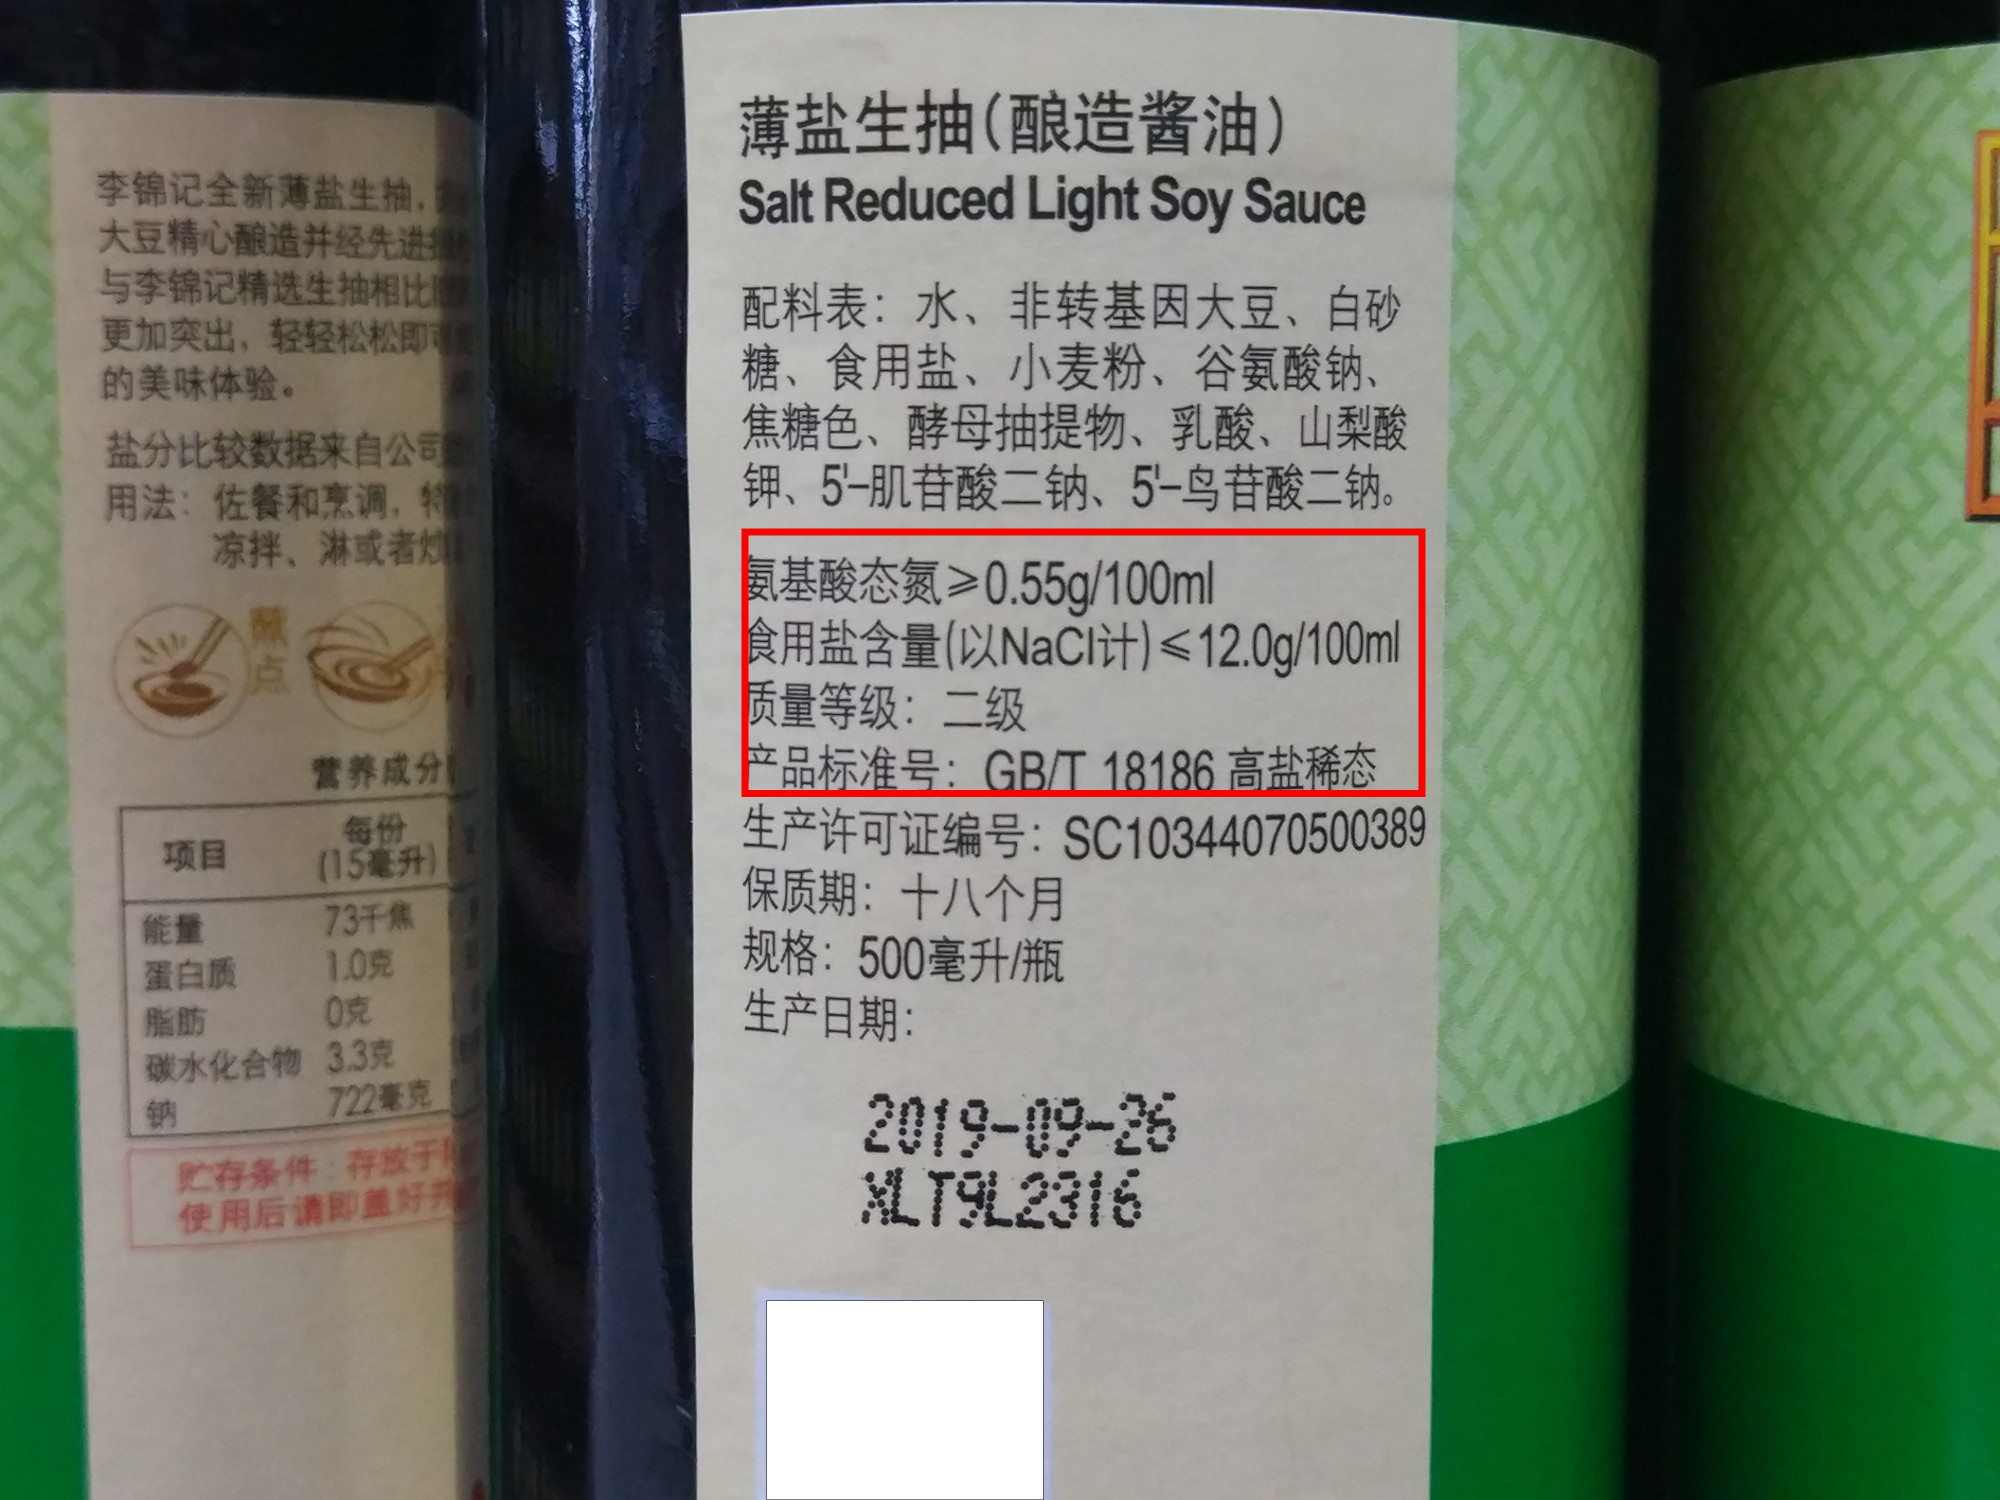 李锦记全新薄盐生抽，
大豆精心酿造并经先进
与李锦记精选生抽相比
更加突出，轻轻松松即可
的美味体验。
盐分比较数据来自公司
用法：佐餐和烹调，特
凉拌、淋或者炒
蘸点
营养成分
项目 每份(15毫升)
能量 73千焦
蛋白质 1.0克
脂肪 0克
碳水化合物 3.3克
钠 722毫克
贮存条件：存放于
使用后请即盖好并
薄盐生抽(酿造酱油)
Salt Reduced Light Soy Sauce
配料表：水、非转基因大豆、白砂
糖、食用盐、小麦粉、谷氨酸钠、
焦糖色、酵母抽提物、乳酸、山梨酸
钾、5'-肌苷酸二钠、5'-鸟苷酸二钠。
氨基酸态氮≥0.55g/100ml
食用盐含量(以NaCl计)≤12.0g/100ml
质量等级：二级
产品标准号：GB/T 18186 高盐稀态
生产许可证编号：SC10344070500389
保质期：十八个月
规格：500毫升/瓶
生产日期：
2019-09-26
XLT9L2316